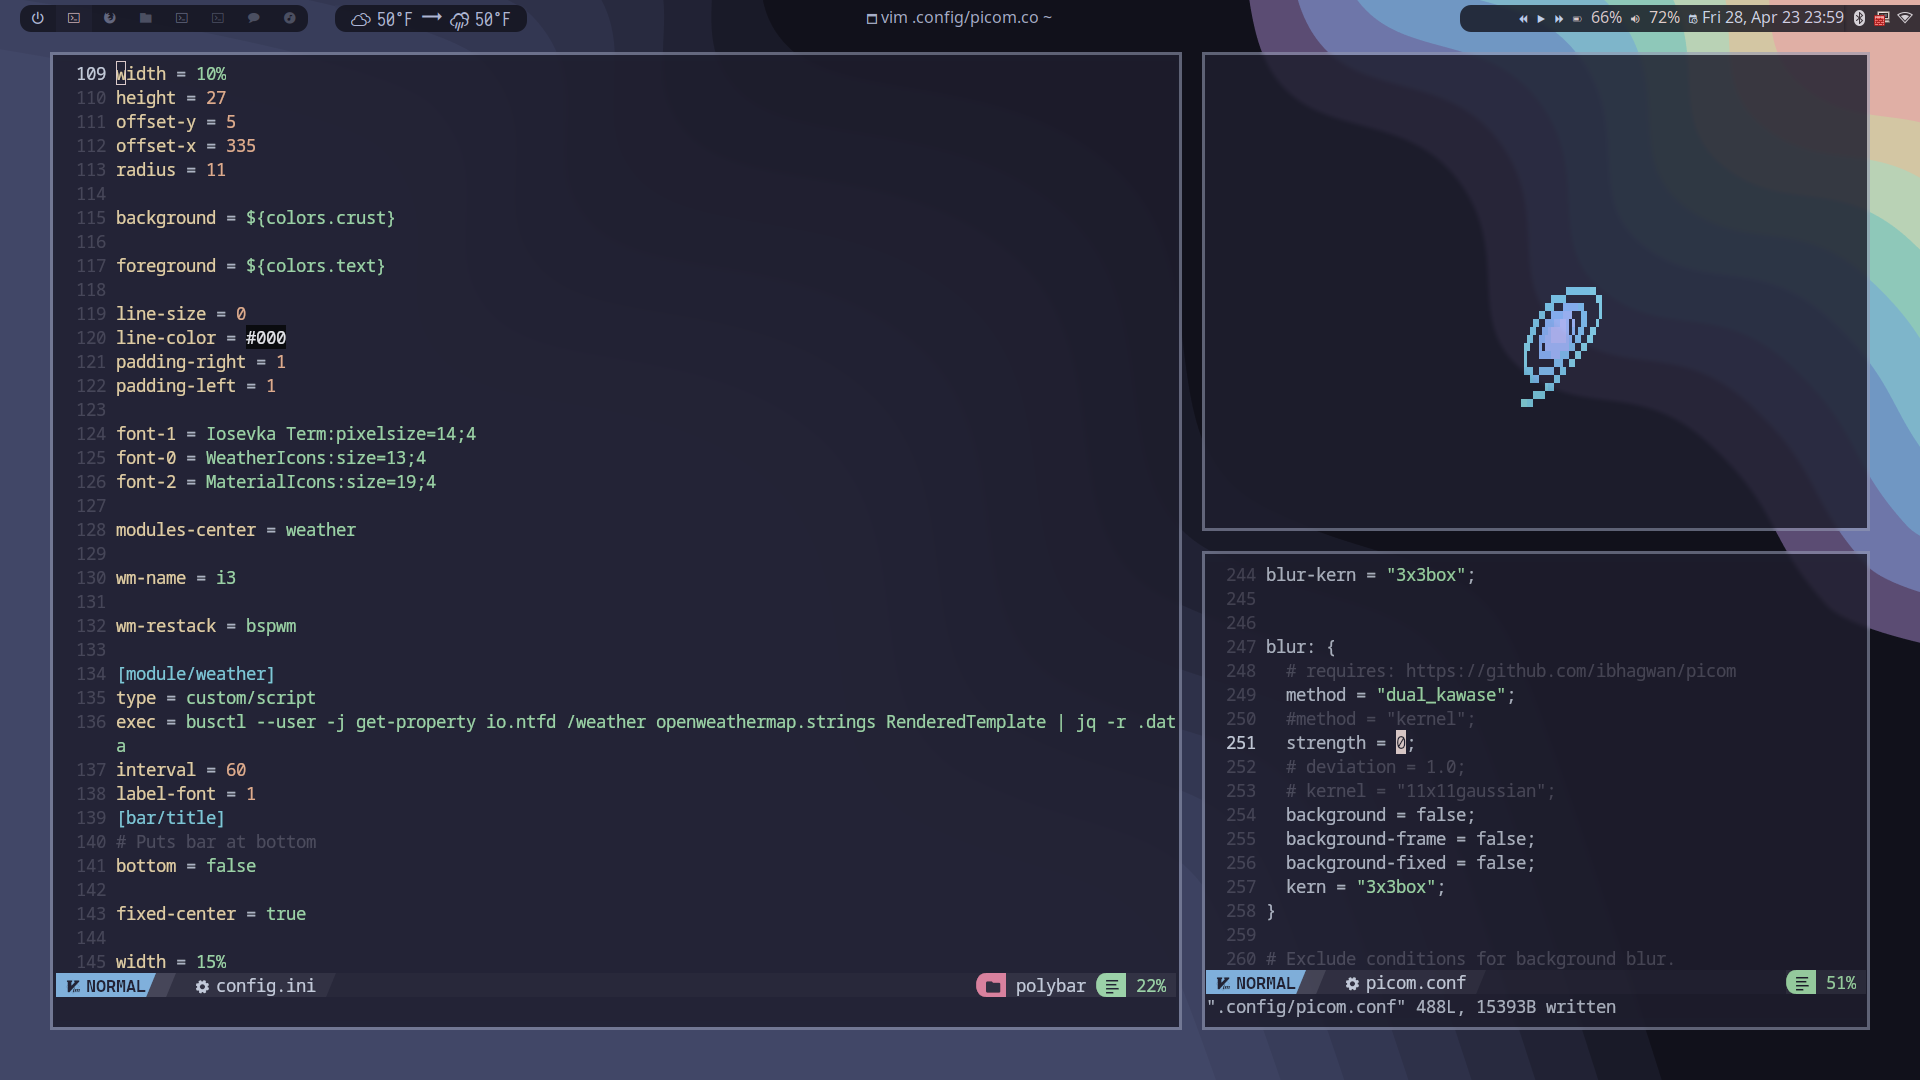 50°F 50°F
vim .config/picom.co ~
66% 72% Fri 28, Apr 23 23:59
109 width = 10%
110 height = 27
111 offset-y = 5
112 offset-x = 335
113 radius = 11
114
115 background = ${colors.crust}
116
117 foreground = ${colors.text}
118
119 line-size = 0
120 line-color = #000
121 padding-right = 1
122 padding-left = 1
123
124 font-1 = Iosevka Term:pixelsize=14;4
125 font-0 = WeatherIcons:size=13;4
126 font-2 = MaterialIcons:size=19;4
127
128 modules-center = weather
129
130 wm-name = i3
131
132 wm-restack = bspwm
133
134 [module/weather]
135 type = custom/script
136 exec = busctl --user -j get-property io.ntfd /weather openweathermap.strings RenderedTemplate | jq -r .dat
a
137 interval = 60
138 label-font = 1
139 [bar/title]
140 # Puts bar at bottom
141 bottom = false
142
143 fixed-center = true
144
145 width = 15%
NORMAL config.ini polybar 22%
244 blur-kern = "3x3box";
245
246
247 blur: {
248 # requires: https://github.com/ibhagwan/picom
249 method = "dual_kawase";
250 #method = "kernel";
251 strength = 0;
252 # deviation = 1.0;
253 # kernel = "11x11gaussian";
254 background = false;
255 background-frame = false;
256 background-fixed = false;
257 kern = "3x3box";
258 }
259
260 # Exclude conditions for background blur.
NORMAL picom.conf 51%
".config/picom.conf" 488L, 15393B written